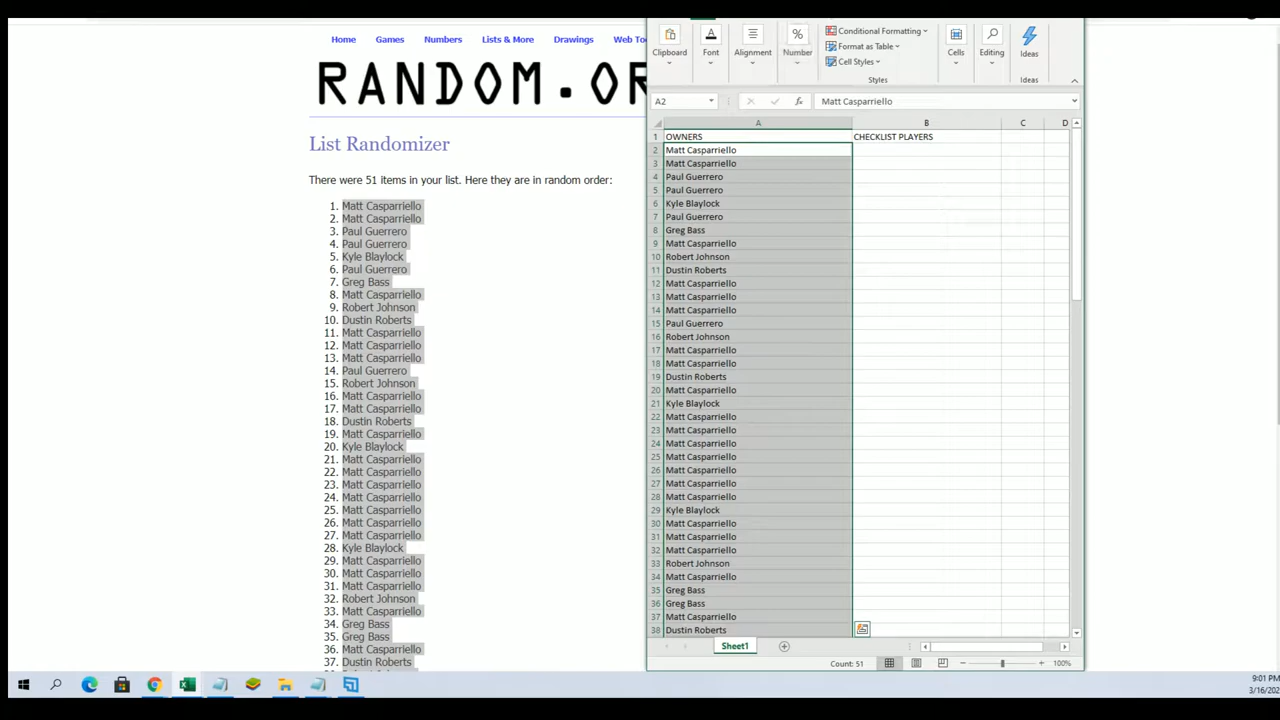 Home Games Numbers Lists & More Drawings Web To
RANDOM.OR
List Randomizer
There were 51 items in your list. Here they are in random order:
1. Matt Casparriello
2. Matt Casparriello
3. Paul Guerrero
4. Paul Guerrero
5. Kyle Blaylock
6. Paul Guerrero
7. Greg Bass
8. Matt Casparriello
9. Robert Johnson
10. Dustin Roberts
11. Matt Casparriello
12. Matt Casparriello
13. Matt Casparriello
14. Paul Guerrero
15. Robert Johnson
16. Matt Casparriello
17. Matt Casparriello
18. Dustin Roberts
19. Matt Casparriello
20. Kyle Blaylock
21. Matt Casparriello
22. Matt Casparriello
23. Matt Casparriello
24. Matt Casparriello
25. Matt Casparriello
26. Matt Casparriello
27. Matt Casparriello
28. Kyle Blaylock
29. Matt Casparriello
30. Matt Casparriello
31. Matt Casparriello
32. Robert Johnson
33. Matt Casparriello
34. Greg Bass
35. Greg Bass
36. Matt Casparriello
37. Dustin Roberts
Clipboard Font Alignment Number
Conditional Formatting
Format as Table
Cell Styles
Styles
Cells Editing Ideas
Ideas
A2 fx Matt Casparriello
A B C D
1 OWNERS CHECKLIST PLAYERS
2 Matt Casparriello
3 Matt Casparriello
4 Paul Guerrero
5 Paul Guerrero
6 Kyle Blaylock
7 Paul Guerrero
8 Greg Bass
9 Matt Casparriello
10 Robert Johnson
11 Dustin Roberts
12 Matt Casparriello
13 Matt Casparriello
14 Matt Casparriello
15 Paul Guerrero
16 Robert Johnson
17 Matt Casparriello
18 Matt Casparriello
19 Dustin Roberts
20 Matt Casparriello
21 Kyle Blaylock
22 Matt Casparriello
23 Matt Casparriello
24 Matt Casparriello
25 Matt Casparriello
26 Matt Casparriello
27 Matt Casparriello
28 Matt Casparriello
29 Kyle Blaylock
30 Matt Casparriello
31 Matt Casparriello
32 Matt Casparriello
33 Robert Johnson
34 Matt Casparriello
35 Greg Bass
36 Greg Bass
37 Matt Casparriello
38 Dustin Roberts
Sheet1
Count: 51 100%
9:01 PM
3/16/202